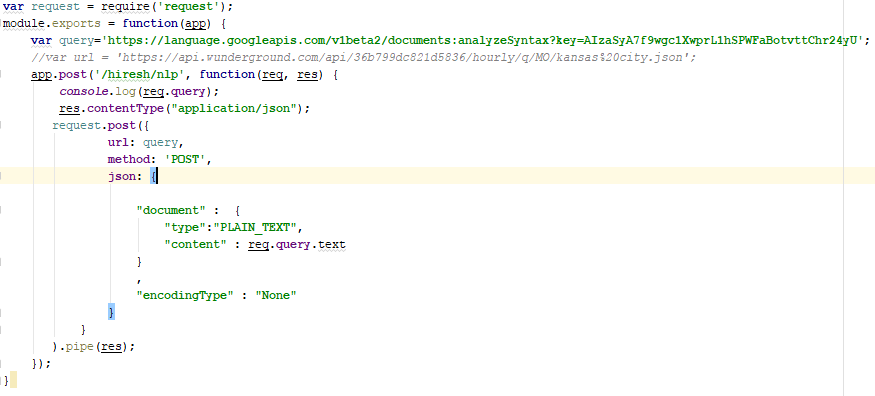 var request = require('request');
module.exports = function(app) {
var query='https://language.googleapis.com/v1beta2/documents:analyzeSyntax?key=AIzaSyA7f9wgc1XwprL1hSPWFaBotvttChr24yU';
//var url = 'https://api.wunderground.com/api/36b799dc821d5836/hourly/q/MO/kansas%20city.json';
app.post('/hiresh/nlp', function(req, res) {
console.log(req.query);
res.contentType("application/json");
request.post({
url: query,
method: 'POST',
json: {
"document" :  {
"type":"PLAIN_TEXT",
"content" : req.query.text
}
,
"encodingType" : "None"
}
}
).pipe(res);
});
}